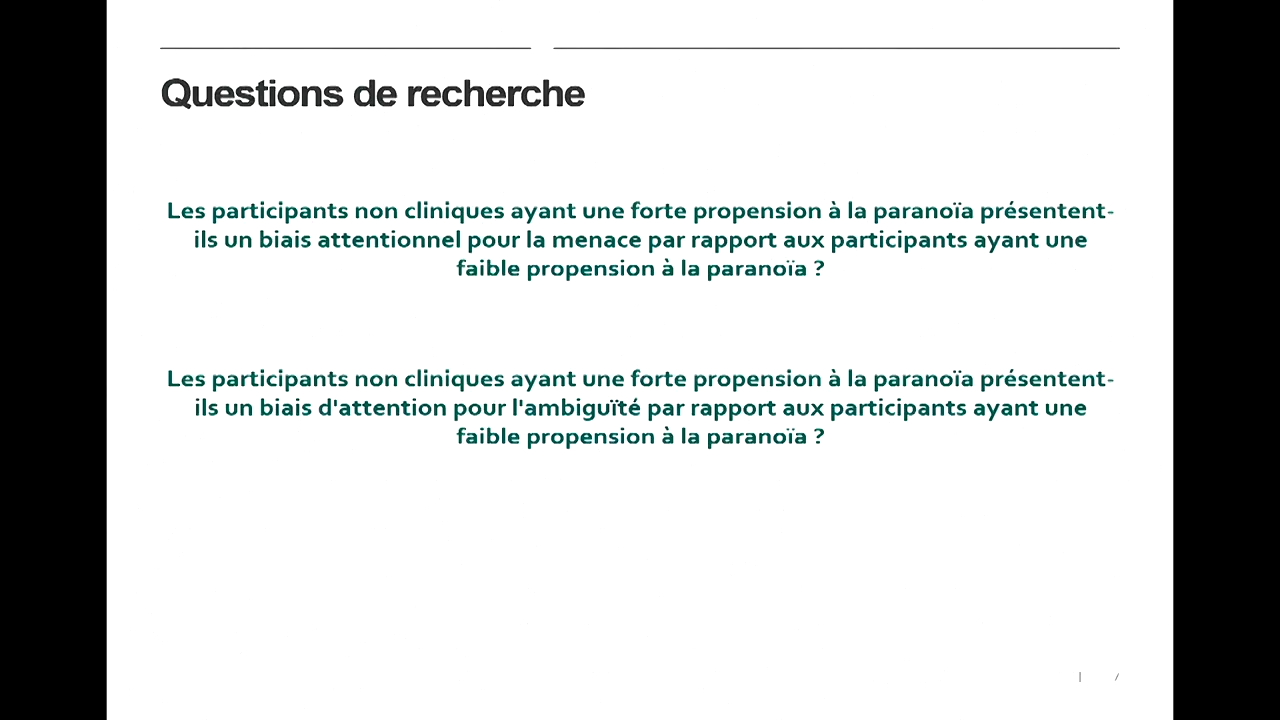 Questions de recherche
Les participants non cliniques ayant une forte propension à la paranoïa présentent-
ils un biais attentionnel pour la menace par rapport aux participants ayant une
faible propension à la paranoïa ?
Les participants non cliniques ayant une forte propension à la paranoïa présentent-
ils un biais d'attention pour l'ambiguïté par rapport aux participants ayant une
faible propension à la paranoïa ?